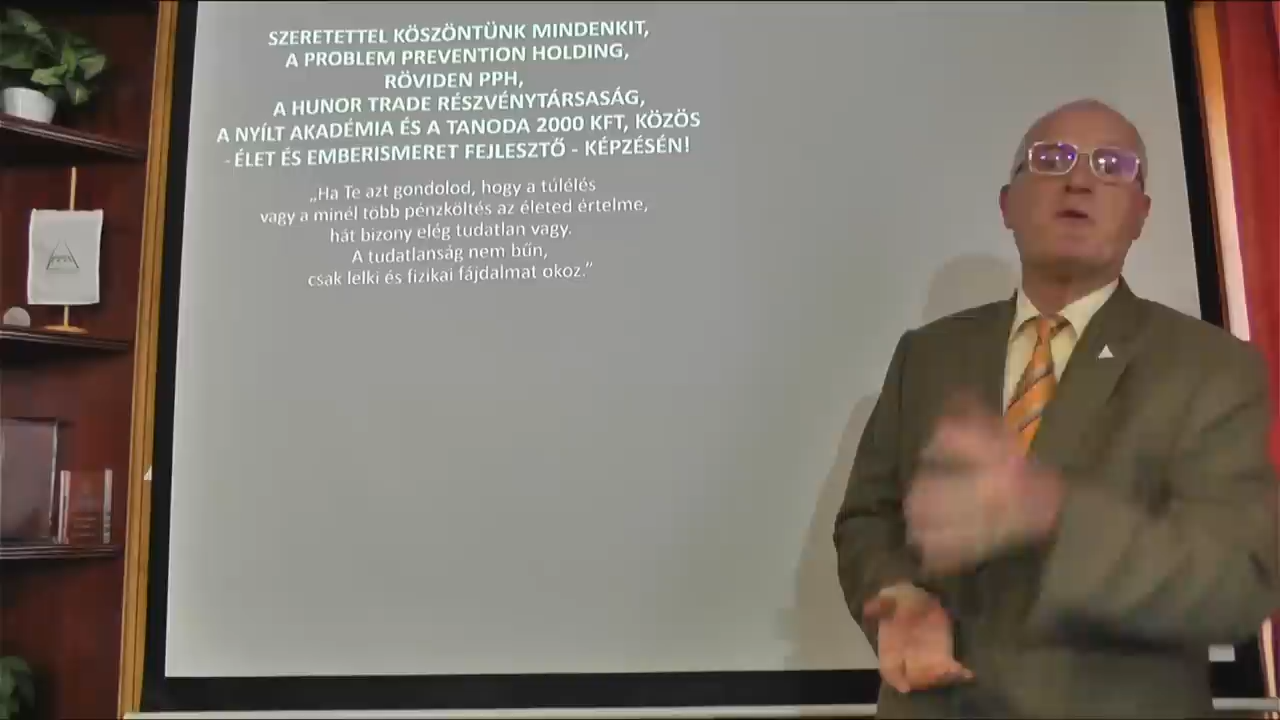 SZERETETTEL KÖSZÖNTÜNK MINDENKIT,
A PROBLEM PREVENTION HOLDING,
RÖVIDEN PPH,
A HUNOR TRADE RÉSZVÉNYTÁRSASÁG,
A NYÍLT AKADÉMIA ÉS A TANODA 2000 KFT, KÖZÖS
- ÉLET ÉS EMBERISMERET FEJLESZTŐ - KÉPZÉSÉN!
„Ha Te azt gondolod, hogy a túlélés
vagy a minél több pénzköltés az életed értelme,
hát bizony elég tudatlan vagy.
A tudatlanság nem bűn,
csak lelki és fizikai fájdalmat okoz.”